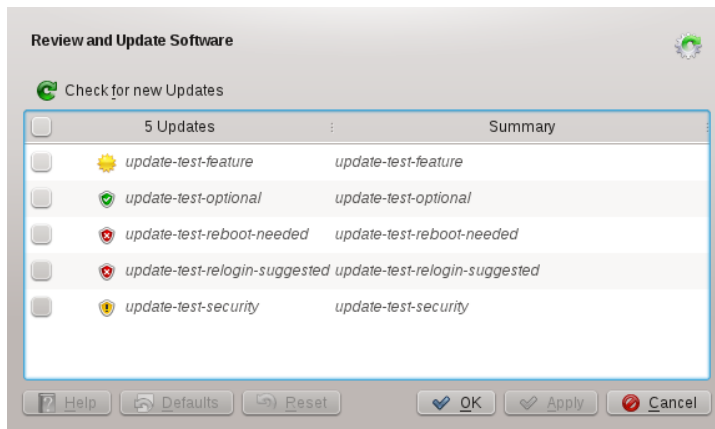 Review and Update Software
Check for new Updates
5 Updates Summary
update-test-feature update-test-feature
update-test-optional update-test-optional
update-test-reboot-needed update-test-reboot-needed
update-test-relogin-suggested update-test-relogin-suggested
update-test-security update-test-security
Help Defaults Reset OK Apply Cancel